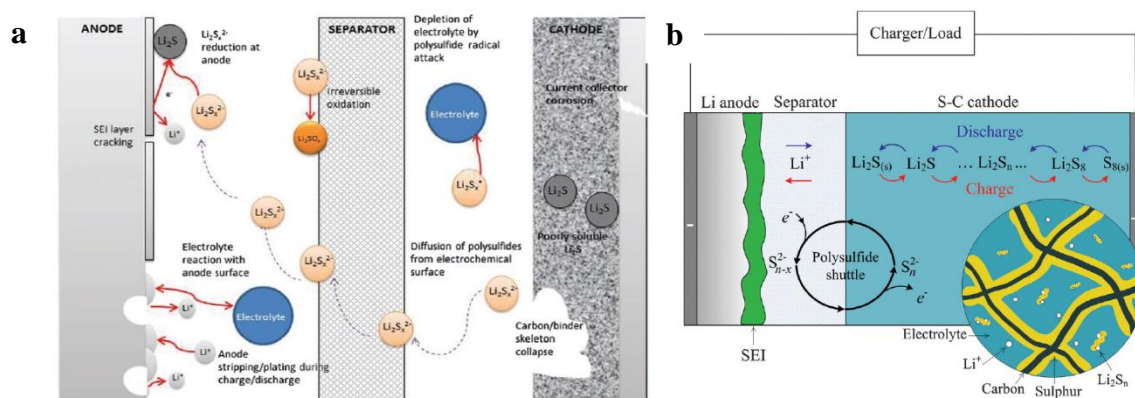 a
ANODE
SEPARATOR
CATHODE
Li₂S
Li₂Sₓ²⁻
reduction at
anode
e⁻
Li₂Sₓ²⁻
Li⁺
SEI layer
cracking
Li₂Sₓ²⁻
Irreversible
oxidation
Li₂SOₓ
Depletion of
electrolyte by
polysulfide radical
attack
Electrolyte
Li₂Sₓ*
Current collector
corrosion
Li₂S
Li₂S
Poorly soluble
Li₂S
Li₂Sₓ²⁻
Li₂Sₓ²⁻
Li₂Sₓ²⁻
Diffusion of polysulfides
from electrochemical
surface
Li₂Sₓ²⁻
Carbon/binder
skeleton
collapse
Electrolyte
reaction with
anode surface
Li⁺
Electrolyte
Li⁺
Anode
stripping/plating during
charge/discharge
Li⁺
b
Charger/Load
Li anode
Separator
S-C cathode
Discharge
Li⁺
Li₂S₍ₛ₎ Li₂S … Li₂Sₙ... Li₂S₈ S₈₍ₛ₎
Charge
e⁻
S²⁻n-x
Polysulfide
shuttle
S²⁻n
e⁻
SEI
Electrolyte
Li⁺
Carbon
Sulphur
Li₂Sₙ